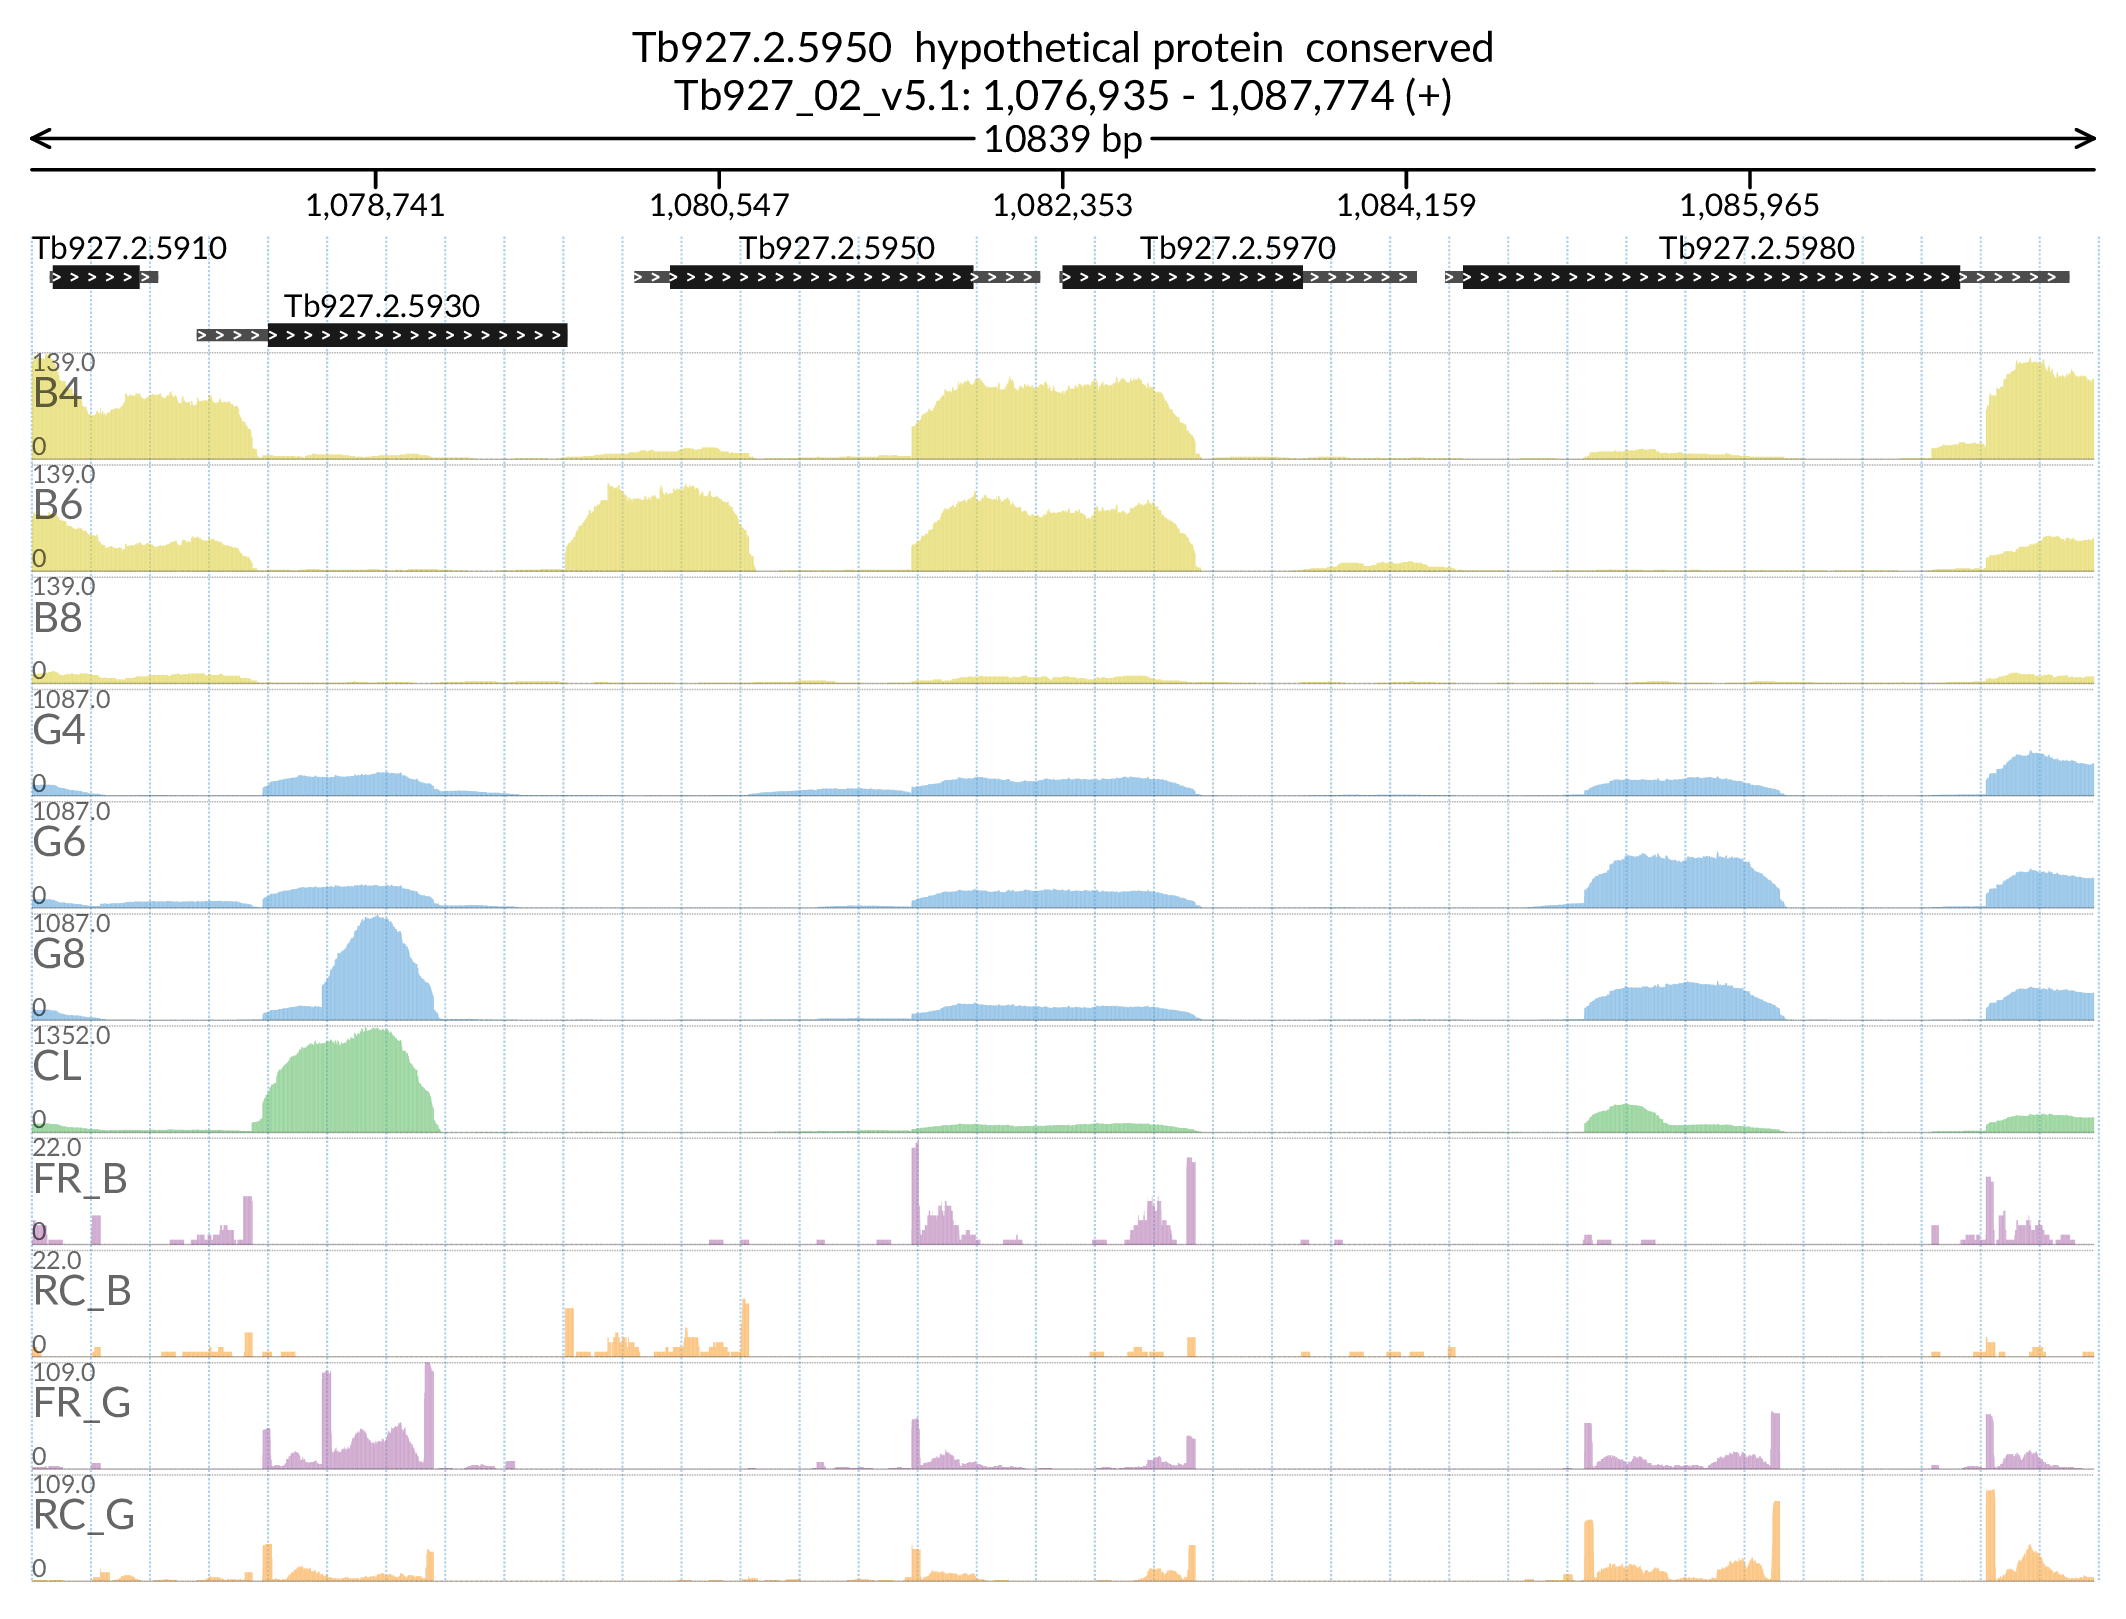 Tb927.2.5950 hypothetical protein conserved
Tb927_02_v5.1: 1,076,935 - 1,087,774 (+)
10839 bp
1,078,741 1,080,547 1,082,353 1,084,159 1,085,965
Tb927.2.5910 Tb927.2.5950 Tb927.2.5970 Tb927.2.5980
Tb927.2.5930
139.0
B4
0
139.0
B6
0
139.0
B8
0
1087.0
G4
0
1087.0
G6
0
1087.0
G8
0
1352.0
CL
0
22.0
FR_B
0
22.0
RC_B
0
109.0
FR_G
0
109.0
RC_G
0